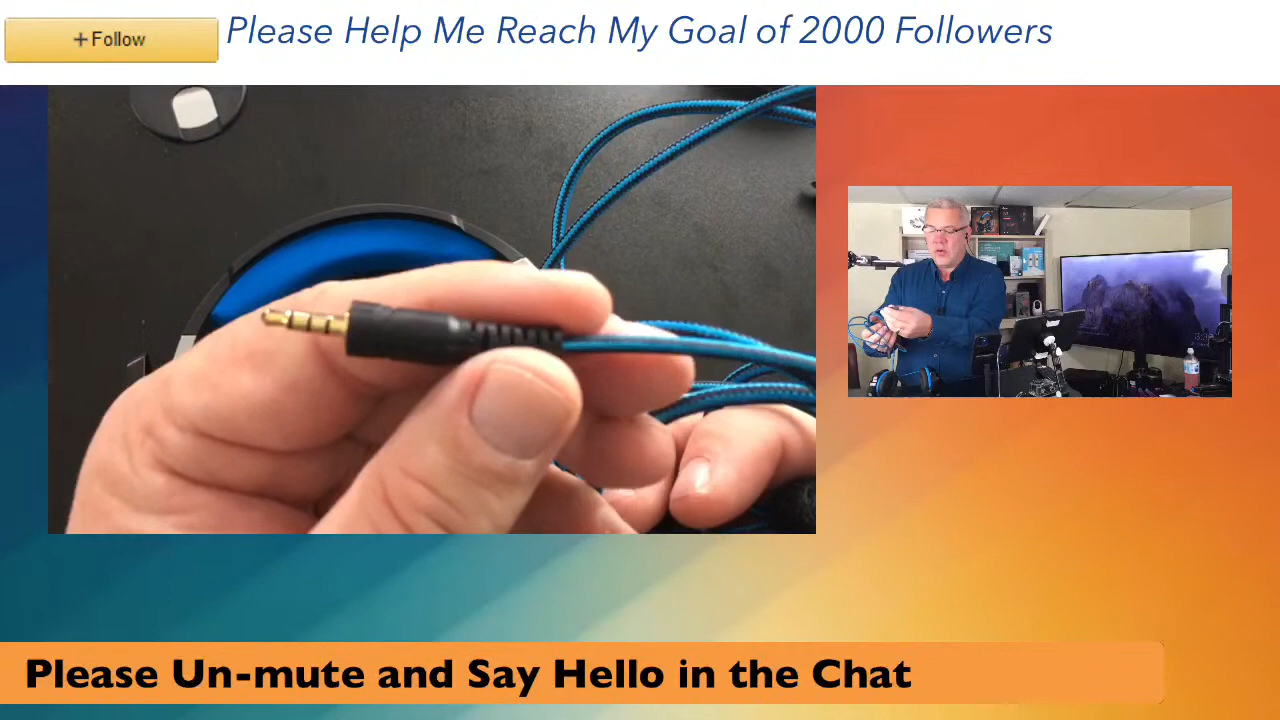 +Follow
Please Help Me Reach My Goal of 2000 Followers
Please Un-mute and Say Hello in the Chat